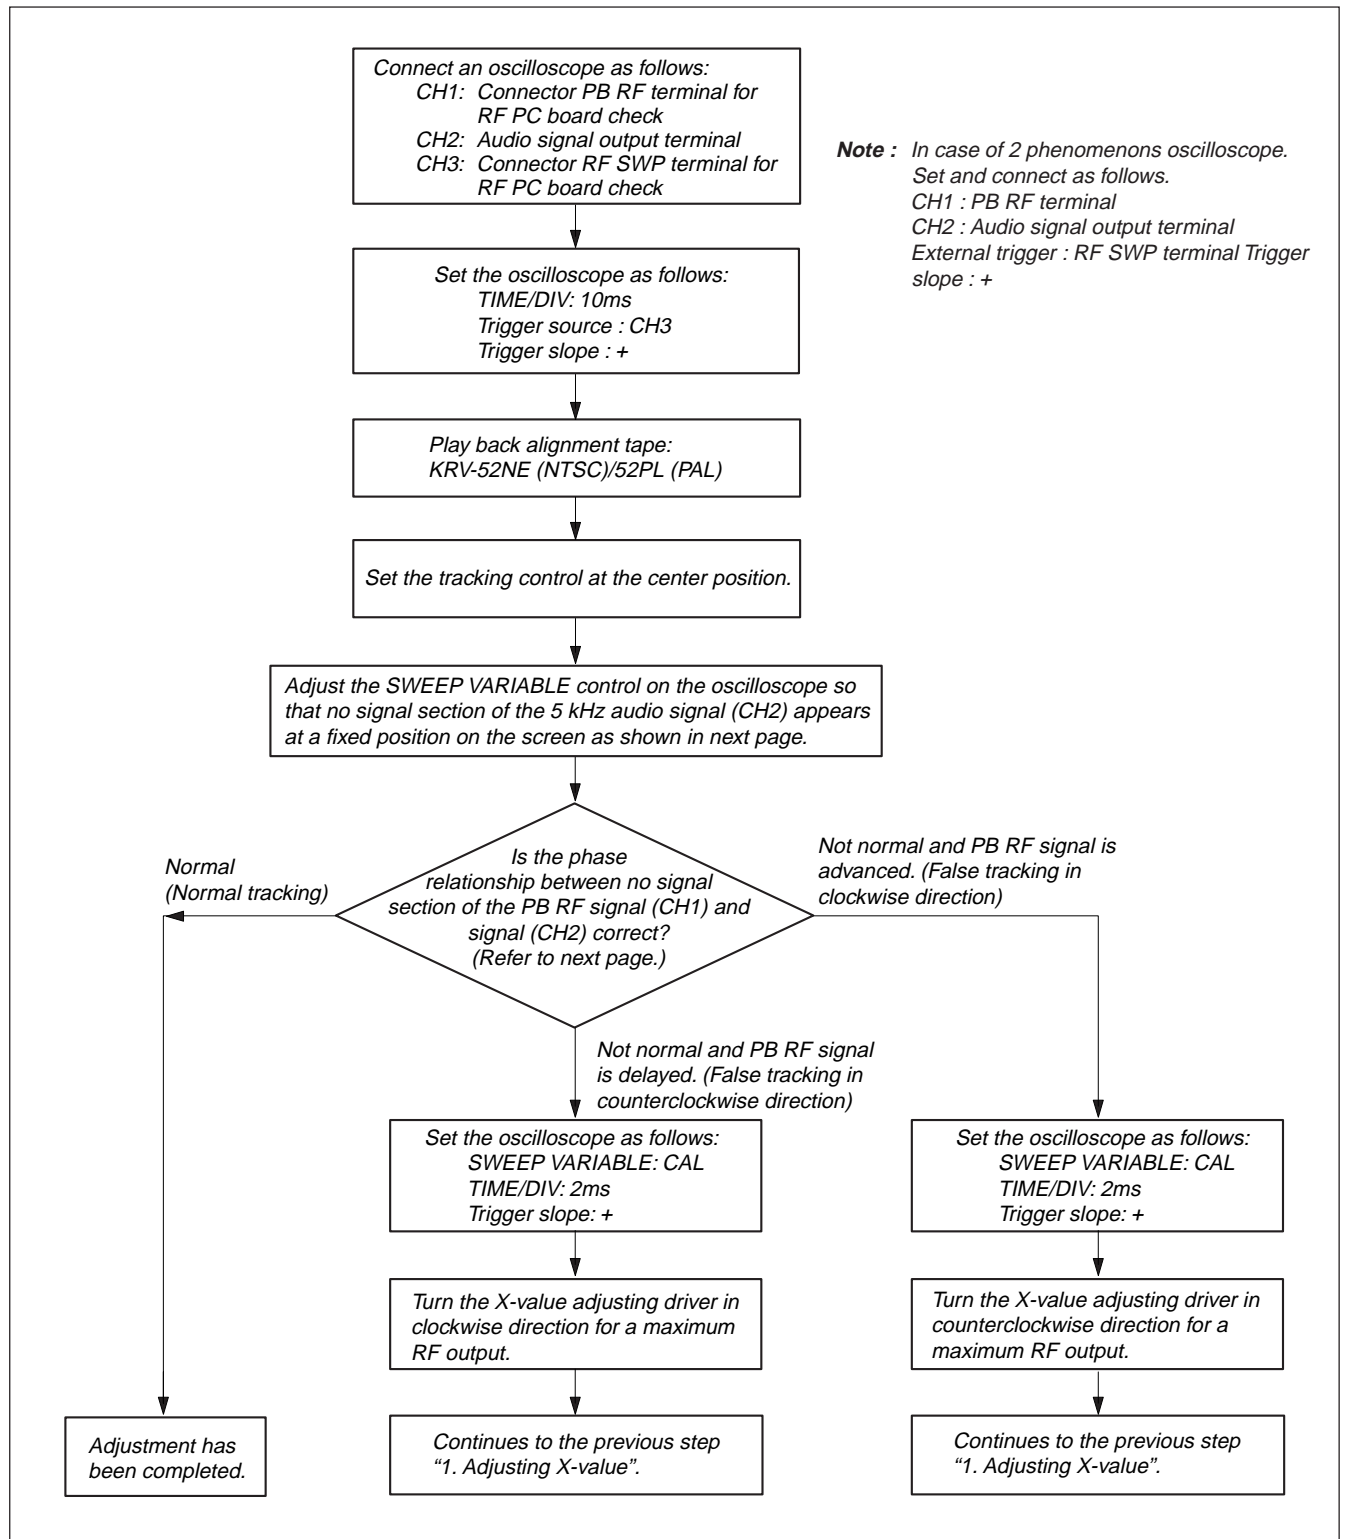 Connect an oscilloscope as follows:
CH1: Connector PB RF terminal for
RF PC board check
CH2: Audio signal output terminal
CH3: Connector RF SWP terminal for
RF PC board check
Note : In case of 2 phenomenons oscilloscope.
Set and connect as follows.
CH1 : PB RF terminal
CH2 : Audio signal output terminal
External trigger : RF SWP terminal Trigger
slope : +
Set the oscilloscope as follows:
TIME/DIV: 10ms
Trigger source : CH3
Trigger slope : +
Play back alignment tape:
KRV-52NE (NTSC)/52PL (PAL)
Set the tracking control at the center position.
Adjust the SWEEP VARIABLE control on the oscilloscope so
that no signal section of the 5 kHz audio signal (CH2) appears
at a fixed position on the screen as shown in next page.
Is the phase
relationship between no signal
section of the PB RF signal (CH1) and
signal (CH2) correct?
(Refer to next page.)
Normal
(Normal tracking)
Not normal and PB RF signal is
advanced. (False tracking in
clockwise direction)
Not normal and PB RF signal
is delayed. (False tracking in
counterclockwise direction)
Set the oscilloscope as follows:
SWEEP VARIABLE: CAL
TIME/DIV: 2ms
Trigger slope: +
Set the oscilloscope as follows:
SWEEP VARIABLE: CAL
TIME/DIV: 2ms
Trigger slope: +
Turn the X-value adjusting driver in
clockwise direction for a maximum
RF output.
Turn the X-value adjusting driver in
counterclockwise direction for a
maximum RF output.
Adjustment has
been completed.
Continues to the previous step
“1. Adjusting X-value”.
Continues to the previous step
“1. Adjusting X-value”.